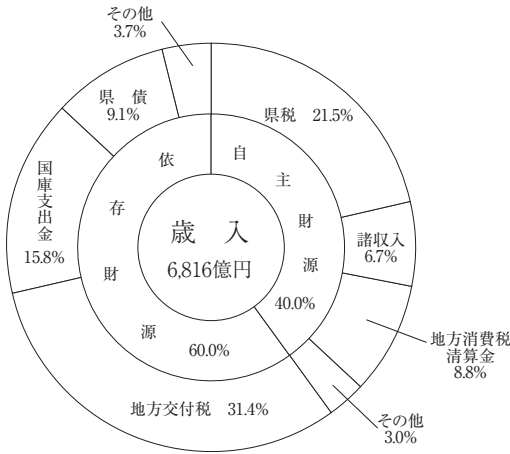 その他
3.7%
県　債
9.1%
県税　21.5%
国庫支出金
15.8%
依存財源
60.0%
自主財源
40.0%
歳　入
6,816億円
諸収入
6.7%
地方消費税
清算金
8.8%
その他
3.0%
地方交付税　31.4%